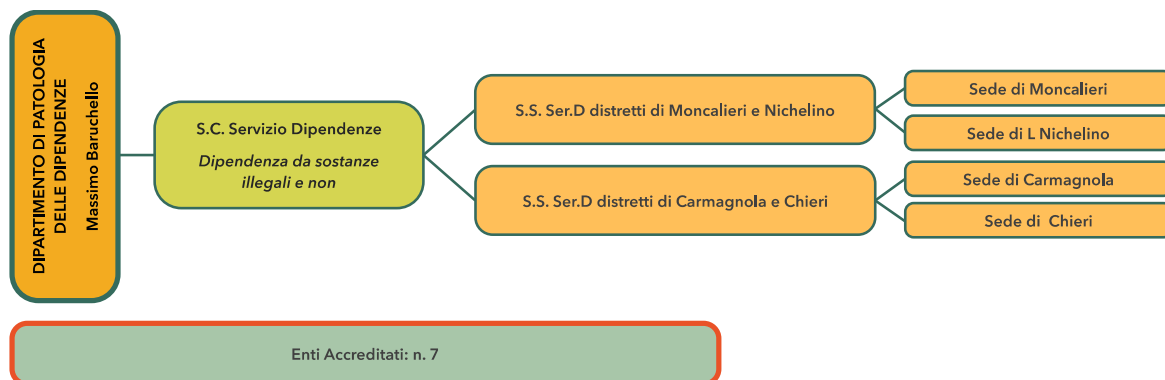 DIPARTIMENTO DI PATOLOGIA
DELLE DIPENDENZE
Massimo Baruchello
S.C. Servizio Dipendenze
Dipendenza da sostanze
illegali e non
S.S. Ser.D distretti di Moncalieri e Nichelino
Sede di Moncalieri
Sede di L Nichelino
S.S. Ser.D distretti di Carmagnola e Chieri
Sede di Carmagnola
Sede di Chieri
Enti Accreditati: n. 7